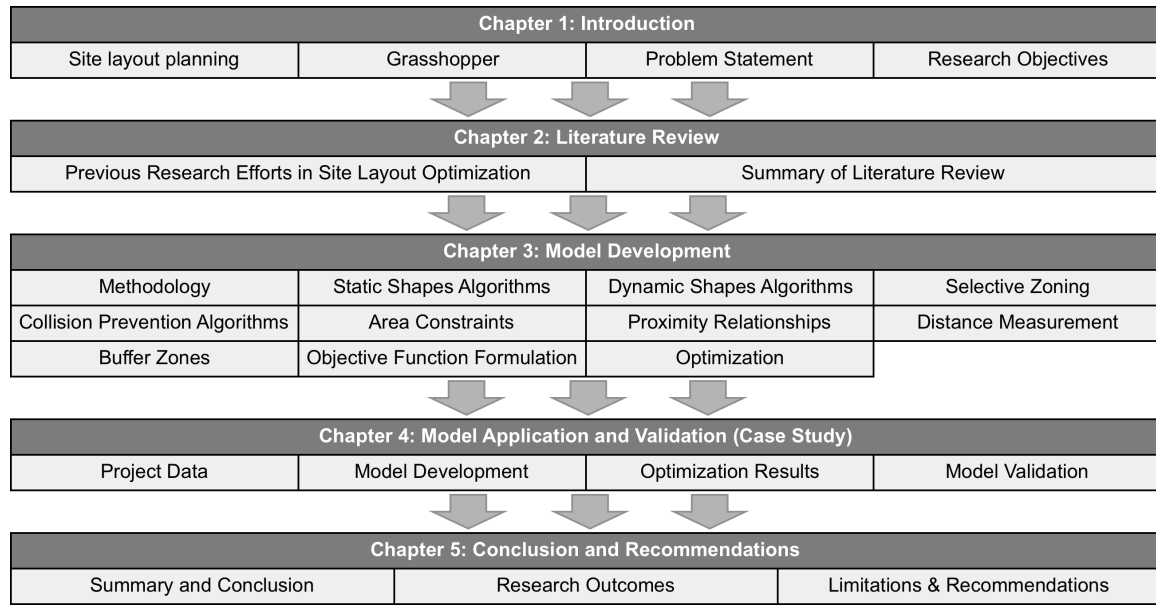 Chapter 1: Introduction
Site layout planning Grasshopper Problem Statement Research Objectives
Chapter 2: Literature Review
Previous Research Efforts in Site Layout Optimization Summary of Literature Review
Chapter 3: Model Development
Methodology Static Shapes Algorithms Dynamic Shapes Algorithms Selective Zoning
Collision Prevention Algorithms Area Constraints Proximity Relationships Distance Measurement
Buffer Zones Objective Function Formulation Optimization
Chapter 4: Model Application and Validation (Case Study)
Project Data Model Development Optimization Results Model Validation
Chapter 5: Conclusion and Recommendations
Summary and Conclusion Research Outcomes Limitations & Recommendations